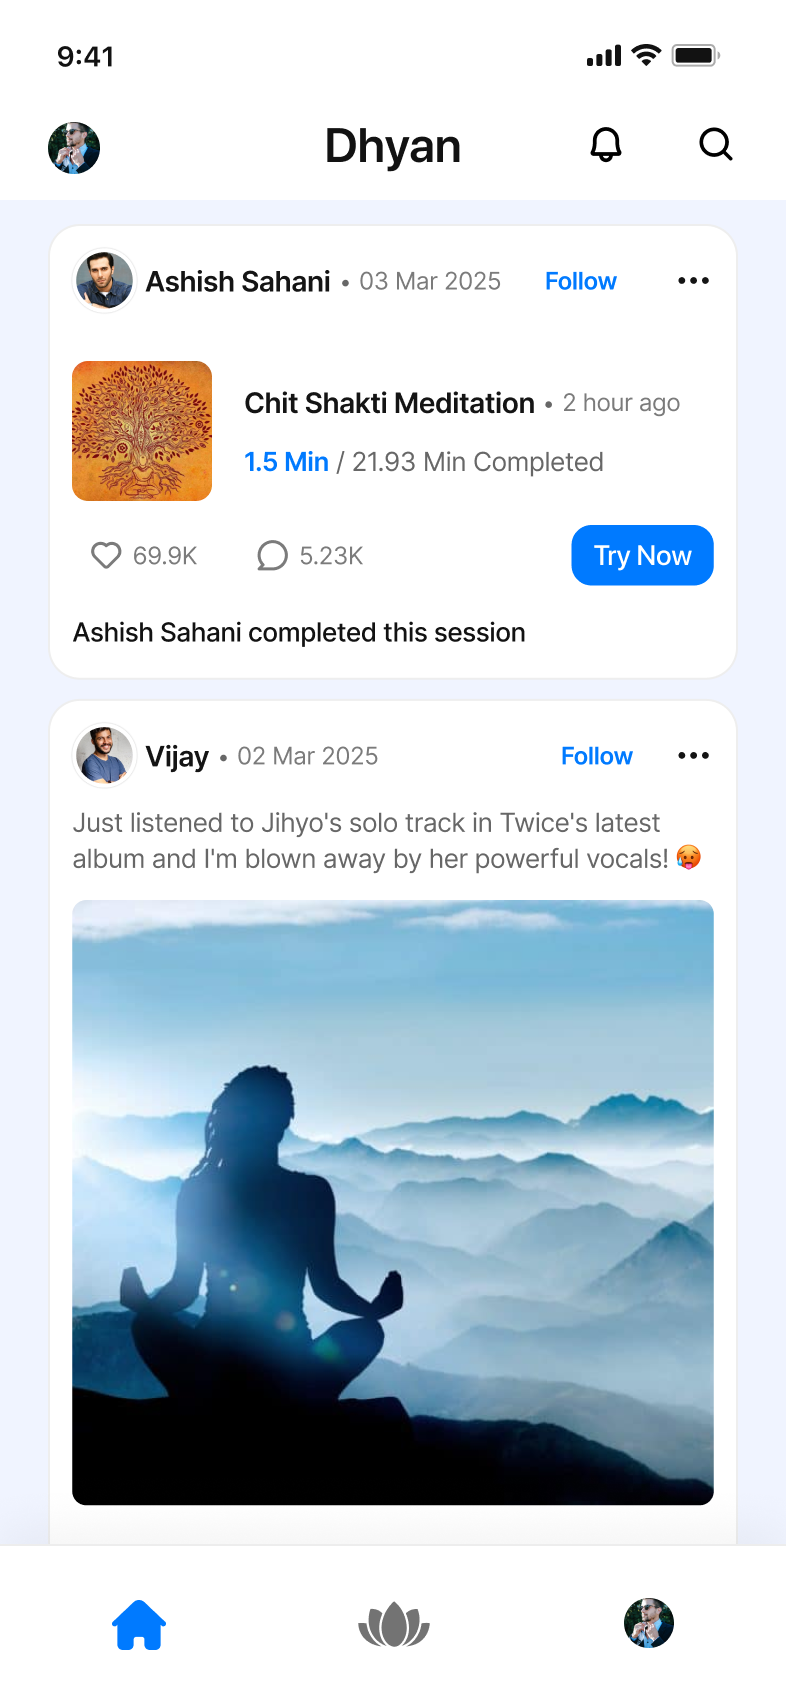 9:41
Dhyan
Ashish Sahani • 03 Mar 2025 Follow
Chit Shakti Meditation • 2 hour ago
1.5 Min / 21.93 Min Completed
69.9K 5.23K Try Now
Ashish Sahani completed this session
Vijay • 02 Mar 2025 Follow
Just listened to Jihyo's solo track in Twice's latest
album and I'm blown away by her powerful vocals! 🥵